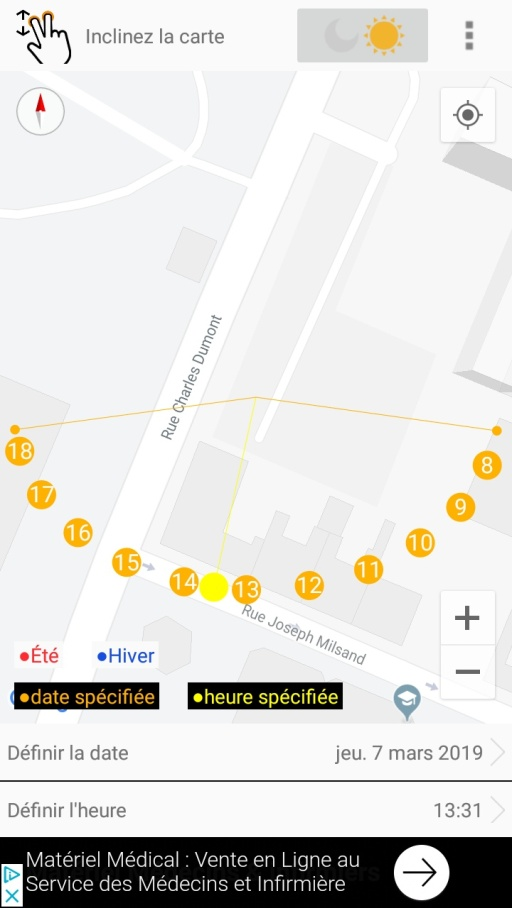 Inclinez la carte
Rue Charles Dumont
18
8
17
9
16
10
15
11
14
13
12
Rue Joseph Milsand
●Été
●Hiver
●date spécifiée
●heure spécifiée
Définir la date
jeu. 7 mars 2019
Définir l'heure
13:31
Matériel Médical : Vente en Ligne au
Service des Médecins et Infirmière